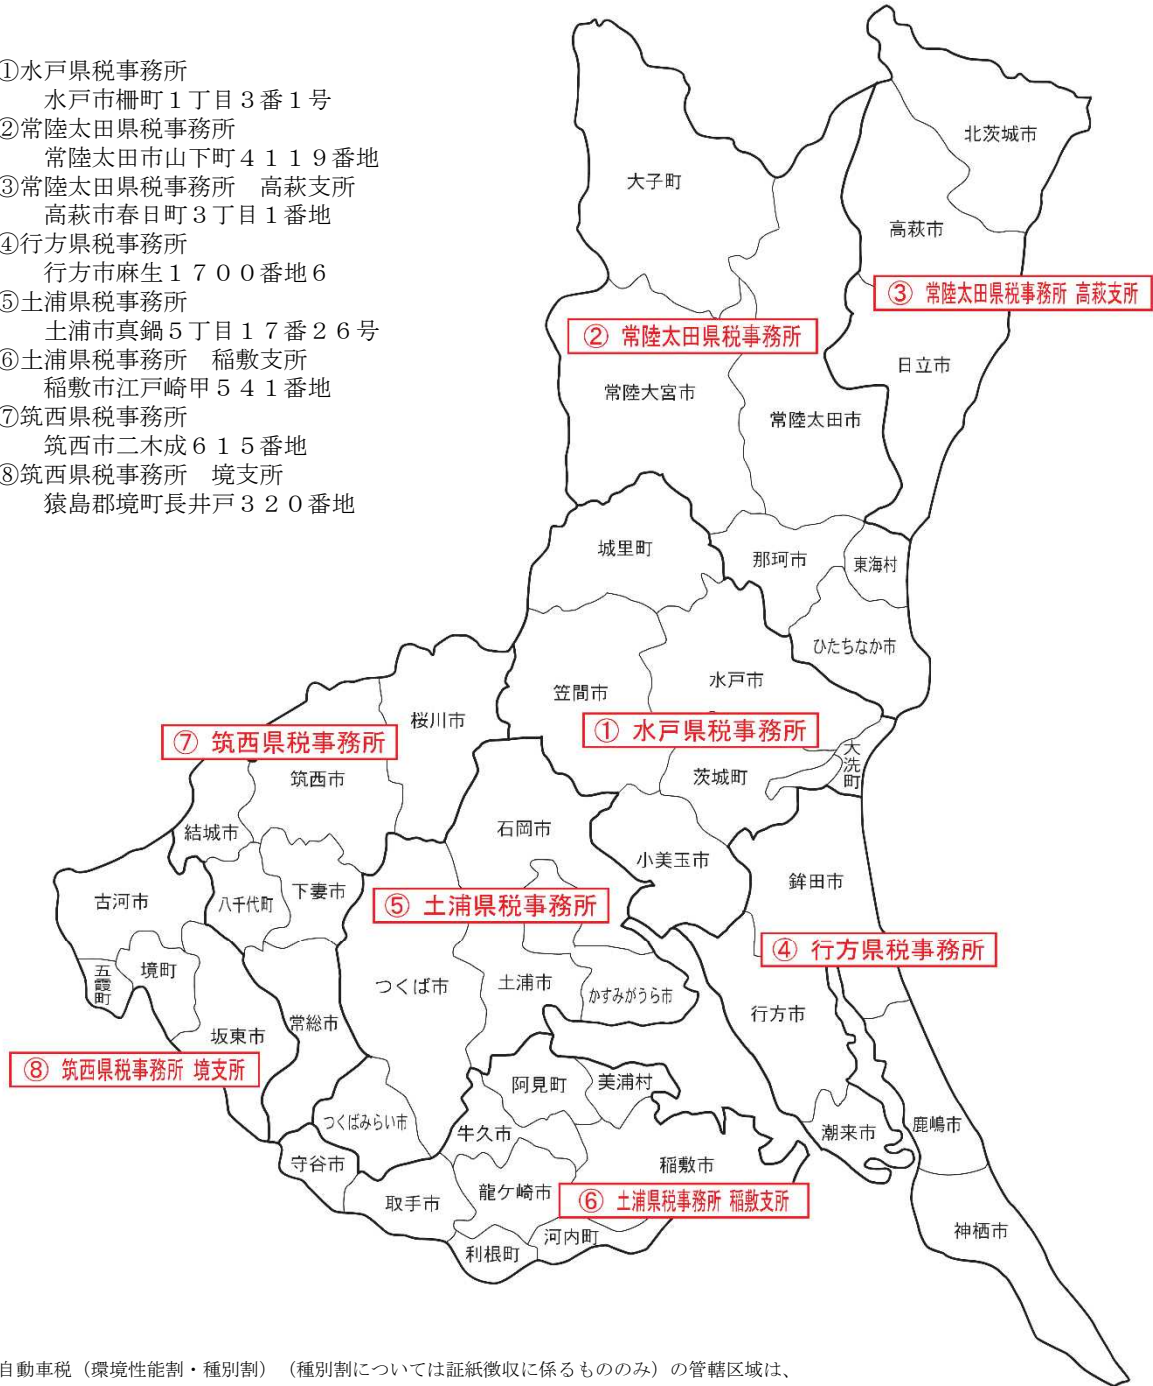 ①水戸県税事務所
水戸市柵町１丁目３番１号
②常陸太田県税事務所
常陸太田市山下町４１１９番地
③常陸太田県税事務所　高萩支所
高萩市春日町３丁目１番地
④行方県税事務所
行方市麻生１７００番地６
⑤土浦県税事務所
土浦市真鍋５丁目１７番２６号
⑥土浦県税事務所　稲敷支所
稲敷市江戸崎甲５４１番地
⑦筑西県税事務所
筑西市二木成６１５番地
⑧筑西県税事務所　境支所
猿島郡境町長井戸３２０番地
北茨城市
大子町
高萩市
③ 常陸太田県税事務所 高萩支所
② 常陸太田県税事務所
日立市
常陸大宮市
常陸太田市
城里町
那珂市
東海村
ひたちなか市
水戸市
笠間市
桜川市
① 水戸県税事務所
⑦ 筑西県税事務所
大洗町
茨城町
筑西市
石岡市
結城市
小美玉市
鉾田市
下妻市
八千代町
古河市
⑤ 土浦県税事務所
④ 行方県税事務所
境町
五霞町
つくば市
土浦市
かすみがうら市
行方市
常総市
坂東市
⑧ 筑西県税事務所 境支所
阿見町
美浦村
つくばみらい市
牛久市
潮来市
鹿嶋市
守谷市
稲敷市
龍ケ崎市
取手市
⑥ 土浦県税事務所 稲敷支所
神栖市
河内町
利根町
自動車税（環境性能割・種別割）（種別割については証紙徴収に係るもののみ）の管轄区域は、